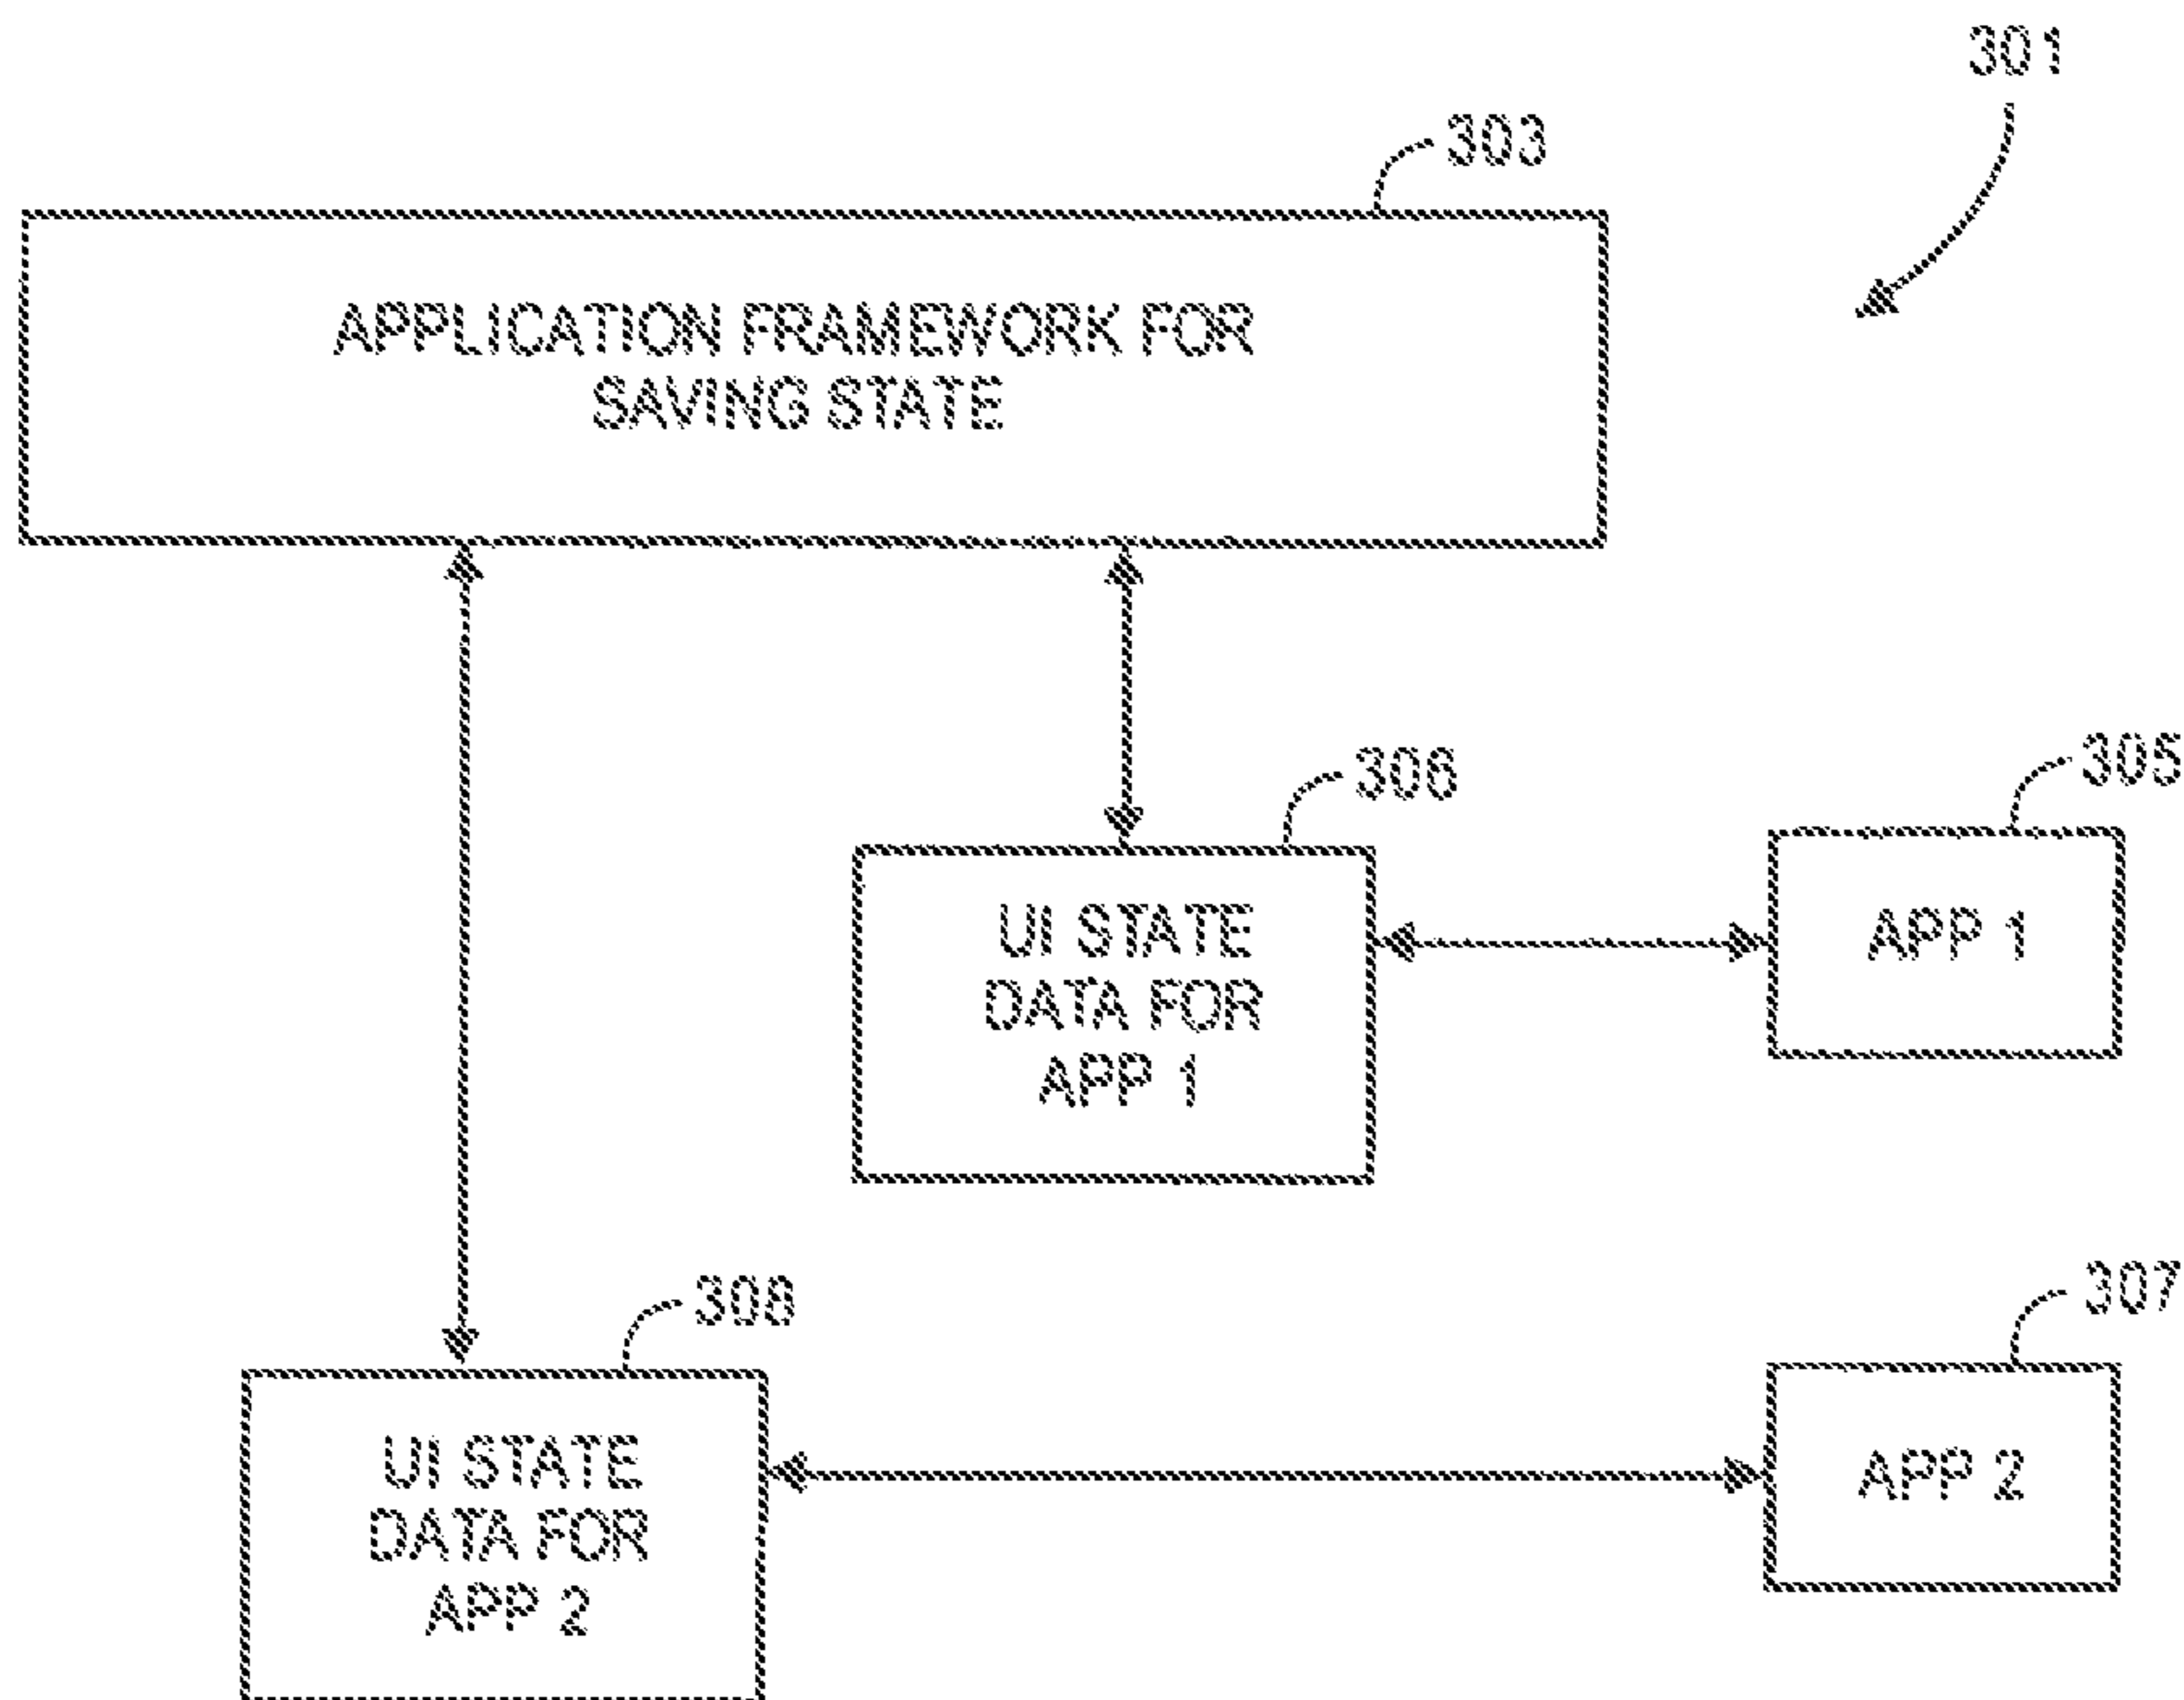 301
303
APPLICATION FRAMEWORK FOR
SAVING STATE
306
305
UI STATE
DATA FOR
APP 1
APP 1
308
307
UI STATE
DATA FOR
APP 2
APP 2